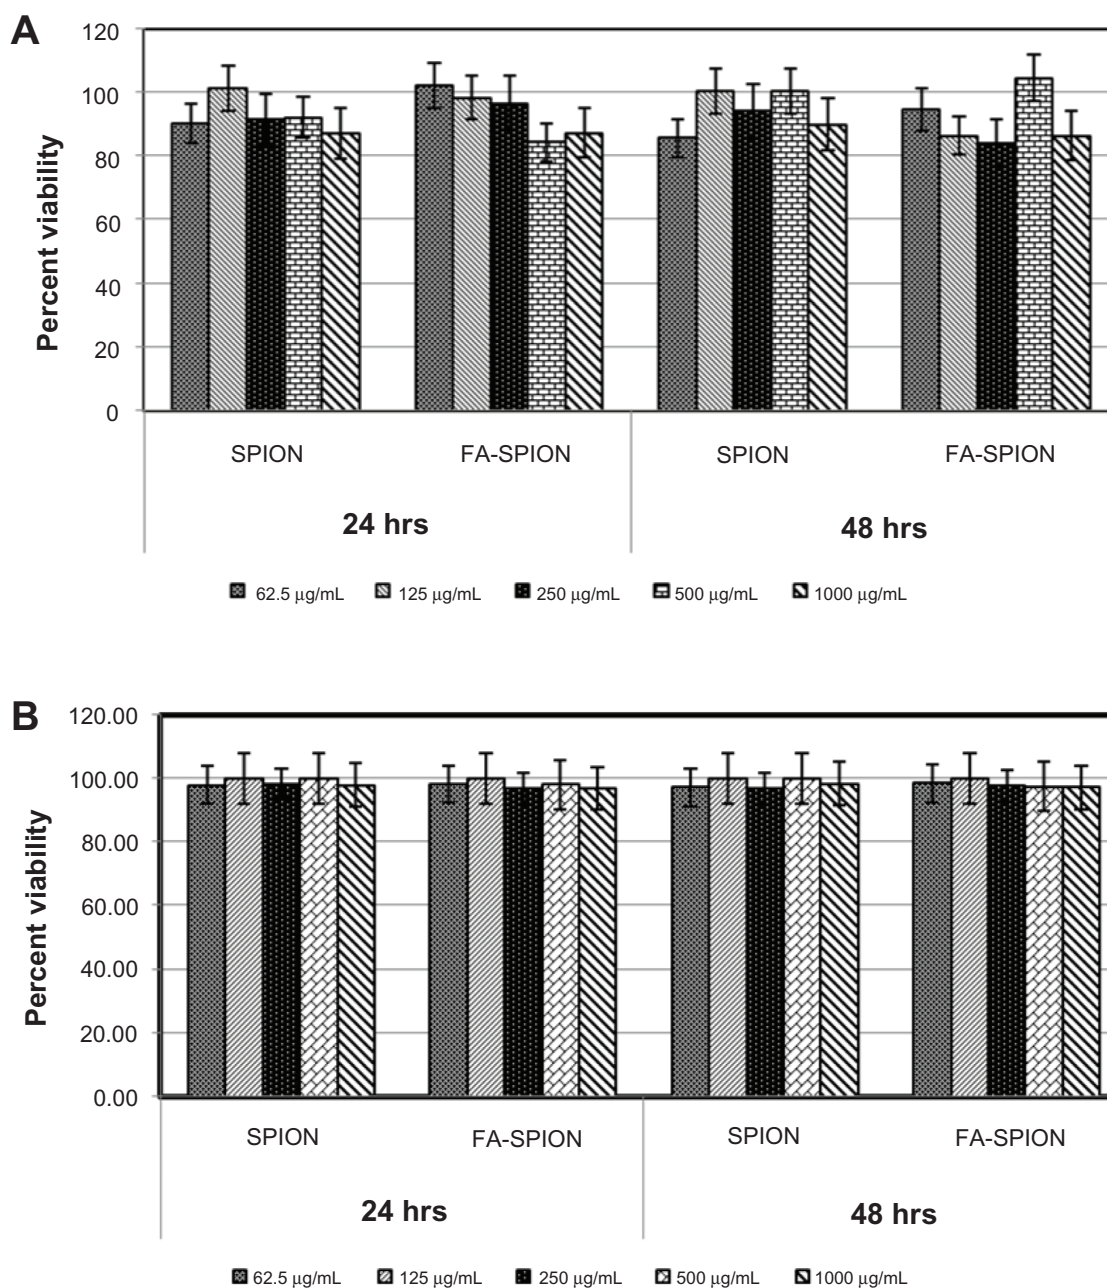 A
120
100
80
60
40
20
0
Percent viability
SPION FA-SPION SPION FA-SPION
24 hrs 48 hrs
62.5 µg/mL 125 µg/mL 250 µg/mL 500 µg/mL 1000 µg/mL
B
120.00
100.00
80.00
60.00
40.00
20.00
0.00
Percent viability
SPION FA-SPION SPION FA-SPION
24 hrs 48 hrs
62.5 µg/mL 125 µg/mL 250 µg/mL 500 µg/mL 1000 µg/mL